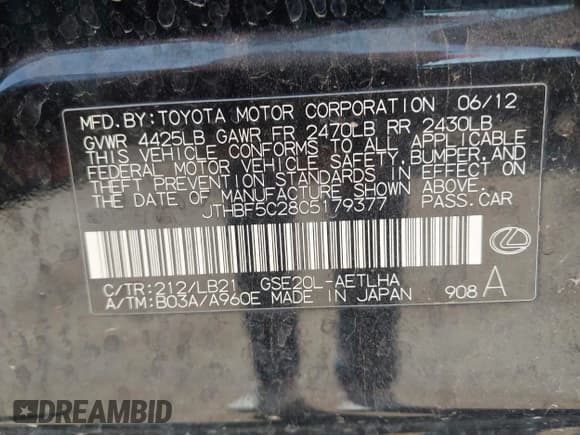 MFD.BY:TOYOTA MOTOR CORPORATION 06/12
GVWR 4425LB GAWR FR 2470LB RR 2430LB
THIS VEHICLE CONFORMS TO ALL APPLICABLE
FEDERAL MOTOR VEHICLE SAFETY, BUMPER, AND
THEFT PREVENTION STANDARDS IN EFFECT ON
THE DATE OF MANUFACTURE SHOWN ABOVE.
JTHBF5C28C5179377 PASS.CAR
C/TR:212/LB21 GSE20L-AETLHA
A/TM:B03A/A960E MADE IN JAPAN 908 A
DREAMBID